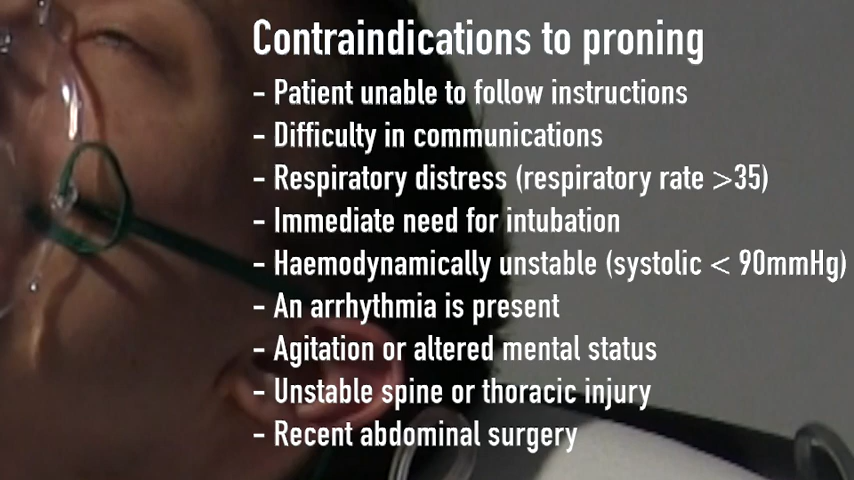 Contraindications to proning
- Patient unable to follow instructions
- Difficulty in communications
- Respiratory distress (respiratory rate >35)
- Immediate need for intubation
- Haemodynamically unstable (systolic < 90mmHg)
- An arrhythmia is present
- Agitation or altered mental status
- Unstable spine or thoracic injury
- Recent abdominal surgery